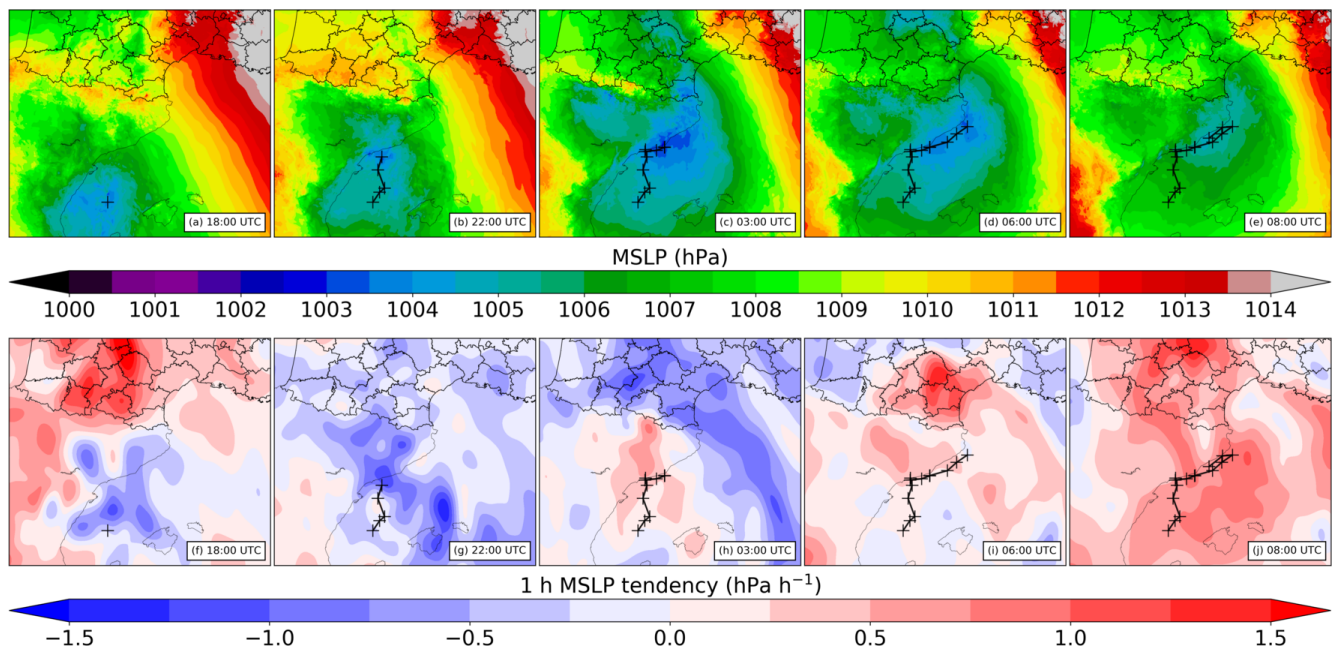 (a) 18:00 UTC
(b) 22:00 UTC
(c) 03:00 UTC
(d) 06:00 UTC
(e) 08:00 UTC
MSLP (hPa)
1000 1001 1002 1003 1004 1005 1006 1007 1008 1009 1010 1011 1012 1013 1014
(f) 18:00 UTC
(g) 22:00 UTC
(h) 03:00 UTC
(i) 06:00 UTC
(j) 08:00 UTC
1 h MSLP tendency (hPa h⁻¹)
−1.5 −1.0 −0.5 0.0 0.5 1.0 1.5